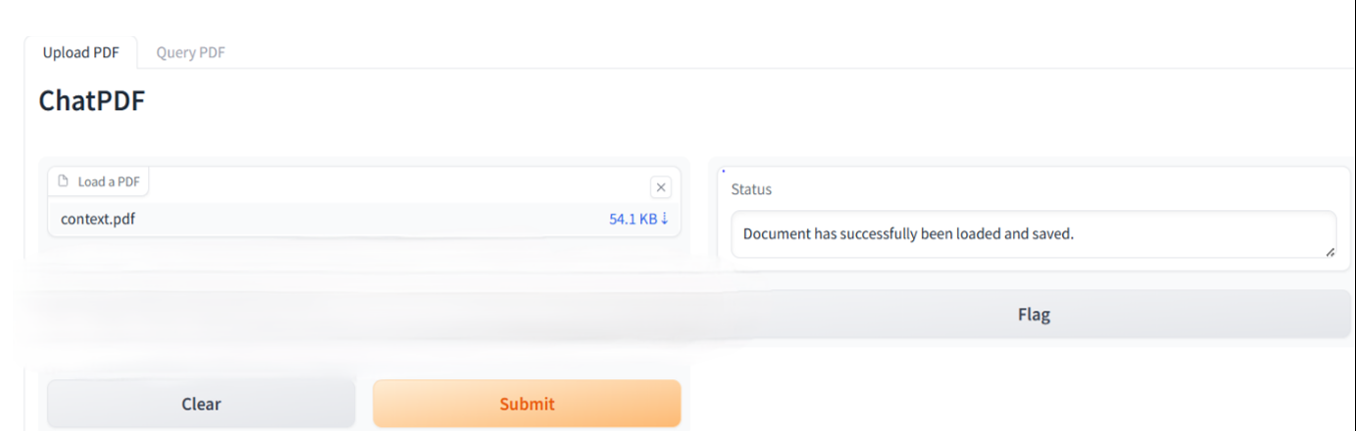 Upload PDF
Query PDF
ChatPDF
Load a PDF
context.pdf
54.1 KB ↓
Status
Document has successfully been loaded and saved.
Flag
Clear
Submit